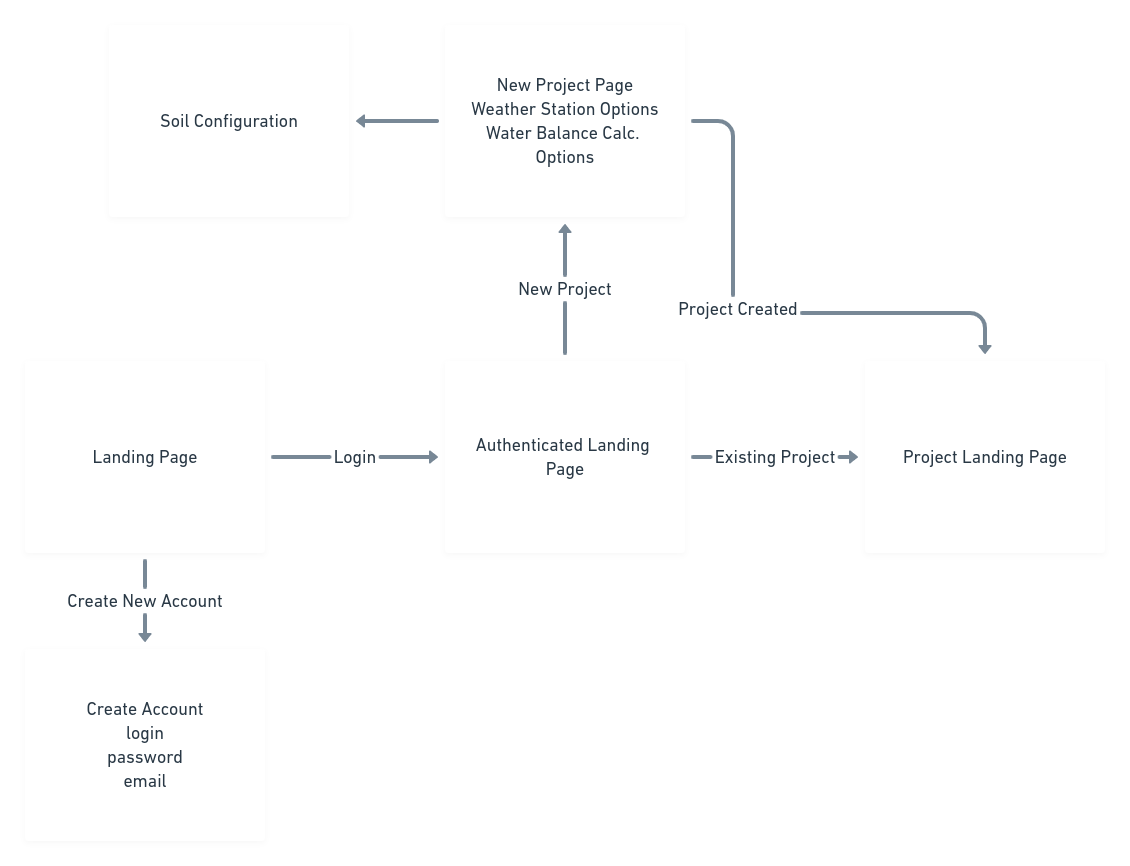 Soil Configuration
New Project Page
Weather Station Options
Water Balance Calc.
Options
New Project
Project Created
Landing Page
Login
Authenticated Landing
Page
Existing Project
Project Landing Page
Create New Account
Create Account
login
password
email